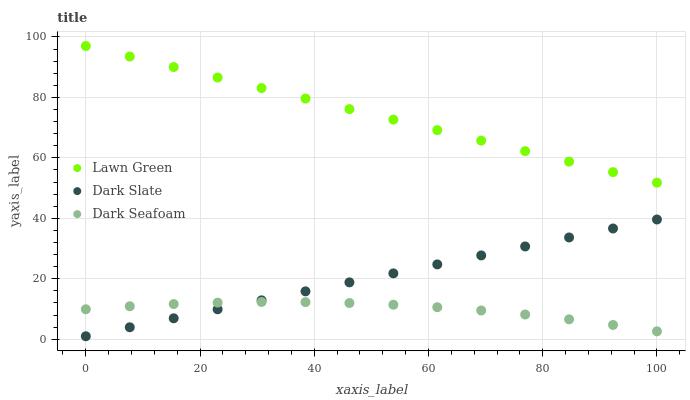 title
100
80
60
40
20
0
yaxis_label
Lawn Green
Dark Slate
Dark Seafoam
0
20
40
60
80
100
xaxis_label